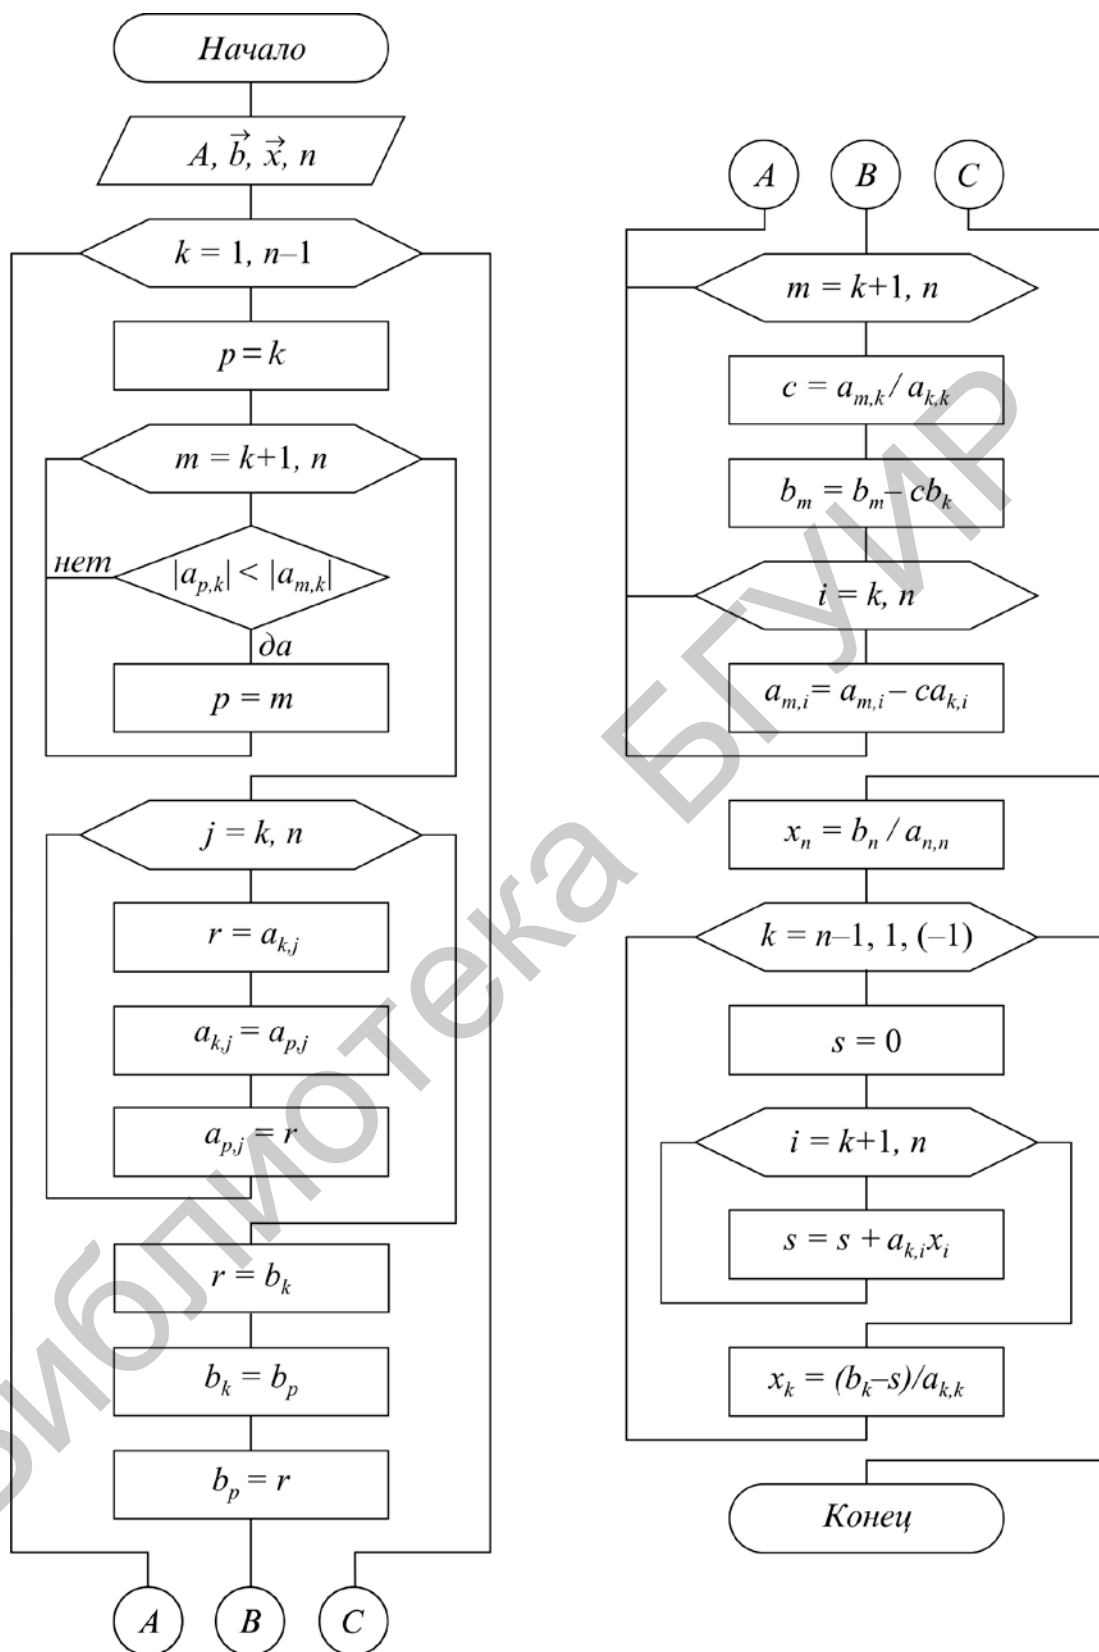 Начало
A, b⃗, x⃗, n
k = 1, n–1
p = k
m = k+1, n
нет
|a_{p,k}| < |a_{m,k}|
да
p = m
j = k, n
r = a_{k,j}
a_{k,j} = a_{p,j}
a_{p,j} = r
r = b_k
b_k = b_p
b_p = r
A B C
A B C
m = k+1, n
c = a_{m,k} / a_{k,k}
b_m = b_m – cb_k
i = k, n
a_{m,i} = a_{m,i} – ca_{k,i}
x_n = b_n / a_{n,n}
k = n–1, 1, (–1)
s = 0
i = k+1, n
s = s + a_{k,i}x_i
x_k = (b_k–s)/a_{k,k}
Конец
Библиотека БГУИР